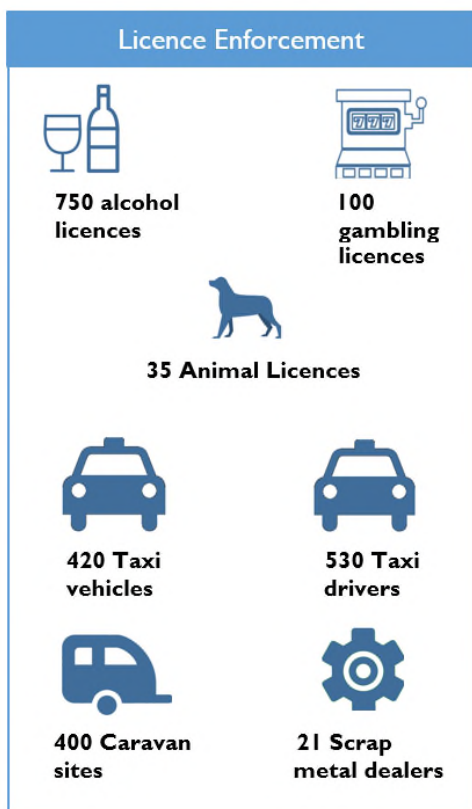 Licence Enforcement
777
750 alcohol
licences
100
gambling
licences
35 Animal Licences
420 Taxi
vehicles
530 Taxi
drivers
400 Caravan
sites
21 Scrap
metal dealers